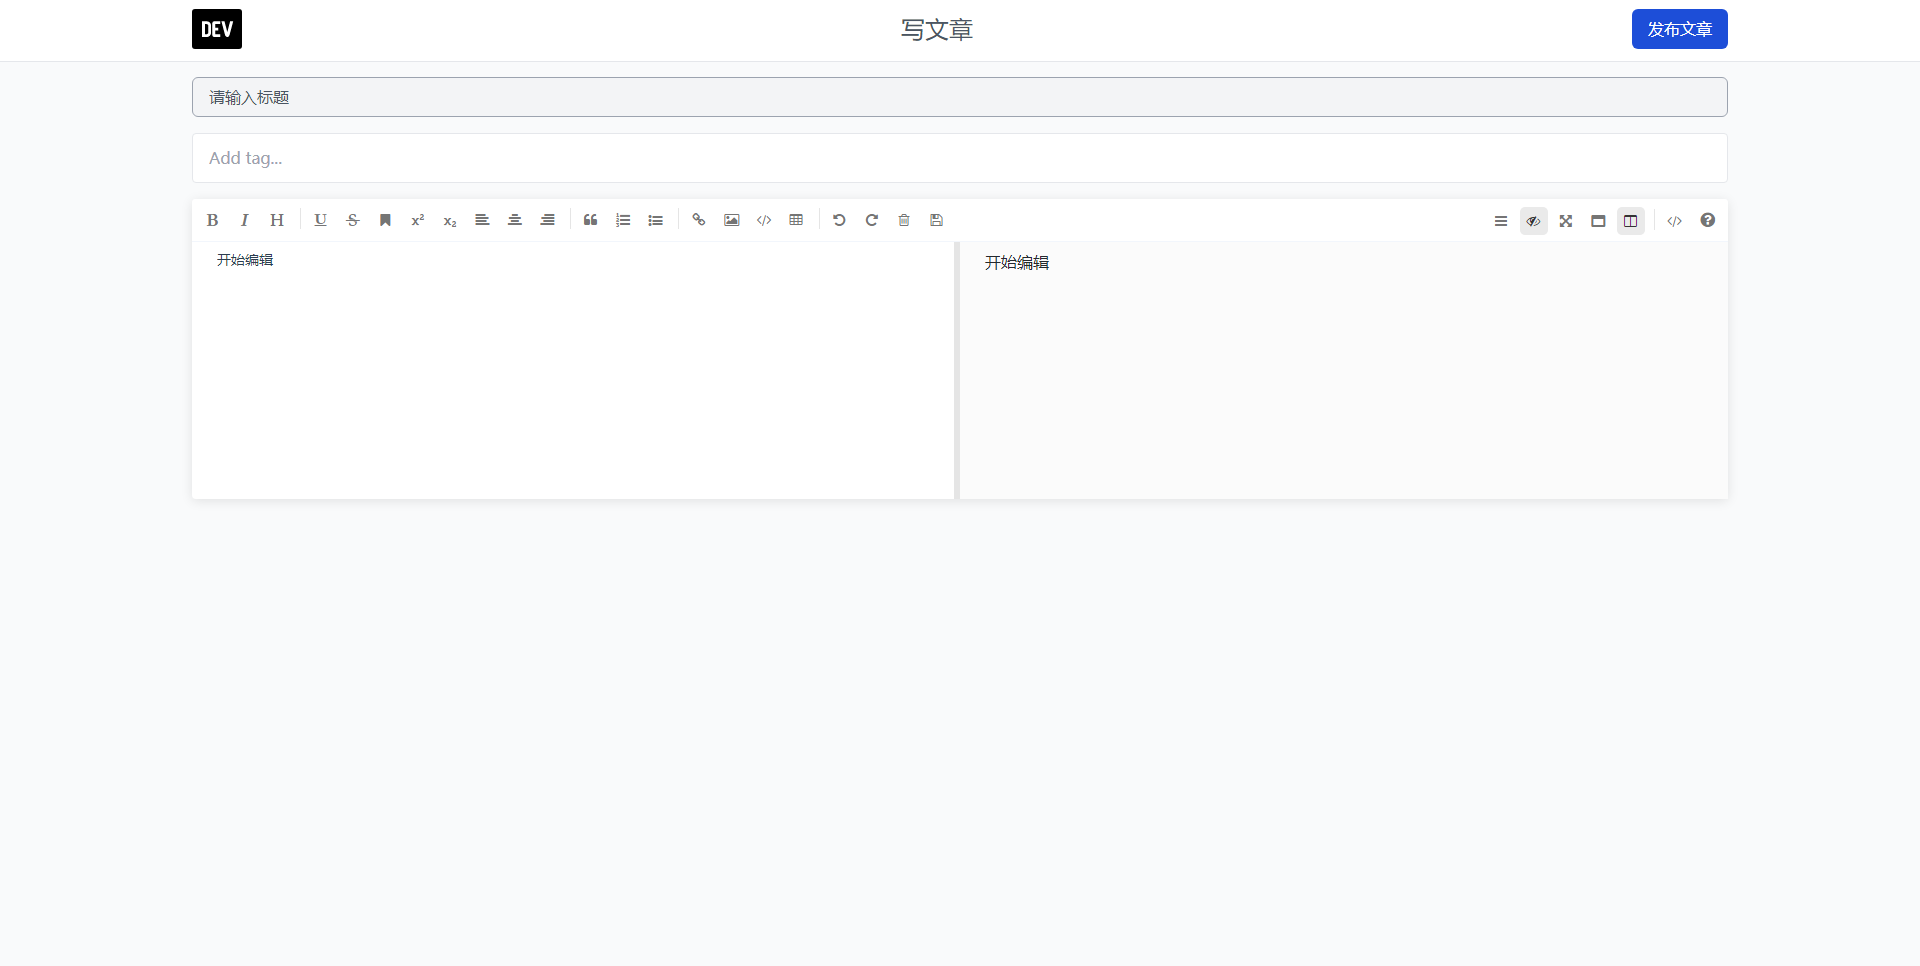 DEV
写文章
发布文章
请输入标题
Add tag...
B I H U S x² x₂
开始编辑
开始编辑